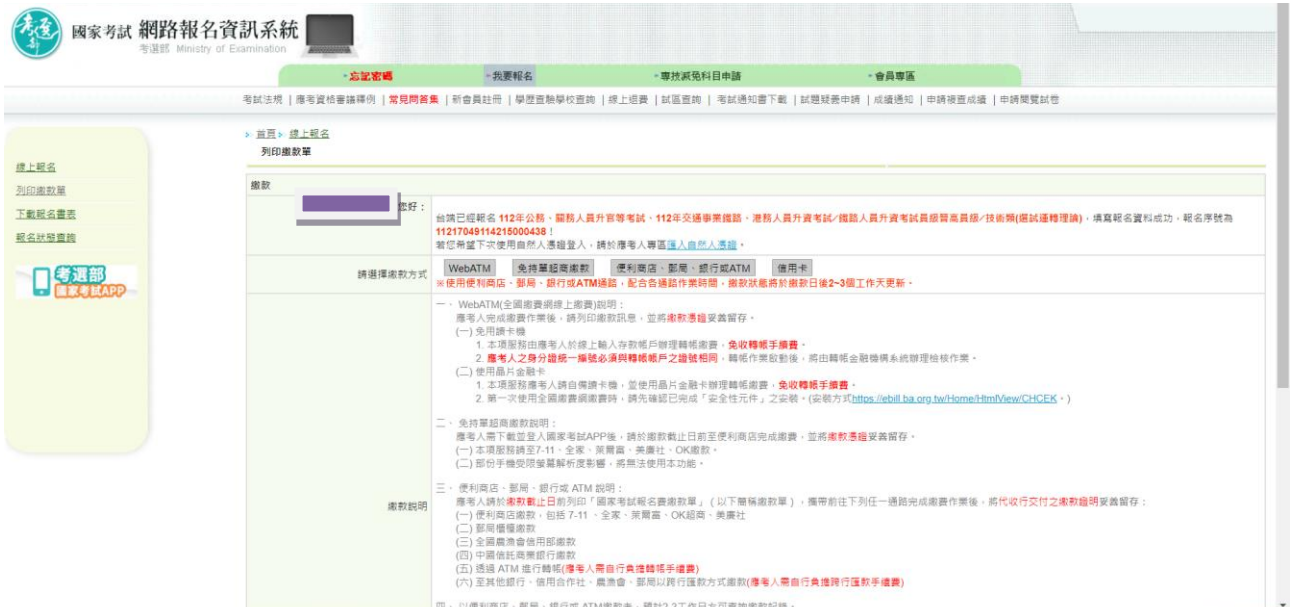 考選部
國家考試 網路報名資訊系統
考選部 Ministry of Examination
忘記密碼
我要報名
專技減免科目申請
會員專區
考試法規 | 應考資格審議釋例 | 常見問答集 | 新會員註冊 | 學歷查驗學校查詢 | 線上退費 | 試區查詢 | 考試通知書下載 | 試題疑義申請 | 成績通知 | 申請複查成績 | 申請閱覽試卷
首頁 線上報名
列印繳款單
線上報名
列印繳款單
下載報名書表
報名狀態查詢
考選部
國家考試APP
繳款
您好：
台端已經報名 112年公務、關務人員升官等考試、112年交通事業鐵路、港務人員升資考試/鐵路人員升資考試員級晉高員級/技術類(選試運轉理論)，填寫報名資料成功，報名序號為
11217049114215000438！
若您希望下次使用自然人憑證登入，請於應考人專區匯入自然人憑證。
請選擇繳款方式
WebATM 免持單超商繳款 便利商店、郵局、銀行或ATM 信用卡
※使用便利商店、郵局、銀行或ATM通路，配合各通路作業時間，繳款狀態將於繳款日後2~3個工作天更新。
繳款說明
一、 WebATM(全國繳費網線上繳費)說明：
應考人完成繳費作業後，請列印繳款訊息，並將繳款憑證妥善留存。
(一) 免用讀卡機
1. 本項服務由應考人於線上輸入存款帳戶辦理轉帳繳費，免收轉帳手續費。
2. 應考人之身分證統一編號必須與轉帳帳戶之證號相同，轉帳作業啟動後，將由轉帳金融機構系統辦理檢核作業。
(二) 使用晶片金融卡
1. 本項服務應考人請自備讀卡機，並使用晶片金融卡辦理轉帳繳費，免收轉帳手續費。
2. 第一次使用全國繳費網繳費時，請先確認已完成「安全性元件」之安裝。(安裝方式https://ebill.ba.org.tw/Home/HtmlView/CHCEK。)
二、 免持單超商繳款說明：
應考人需下載並登入國家考試APP後，請於繳款截止日前至便利商店完成繳費，並將繳款憑證妥善留存。
(一) 本項服務請至7-11、全家、萊爾富、美廉社、OK繳款。
(二) 部份手機受限螢幕解析度影響，將無法使用本功能。
三、 便利商店、郵局、銀行或 ATM 說明：
應考人請於繳款截止日前列印「國家考試報名費繳款單」（以下簡稱繳款單），攜帶前往下列任一通路完成繳費作業後，將代收行交付之繳款證明妥善留存：
(一) 便利商店繳款，包括 7-11 、全家、萊爾富、OK超商、美廉社
(二) 郵局櫃檯繳款
(三) 全國農漁會信用部繳款
(四) 中國信託商業銀行繳款
(五) 透過 ATM 進行轉帳(應考人需自行負擔轉帳手續費)
(六) 至其他銀行、信用合作社、農漁會、郵局以跨行匯款方式繳款(應考人需自行負擔跨行匯款手續費)